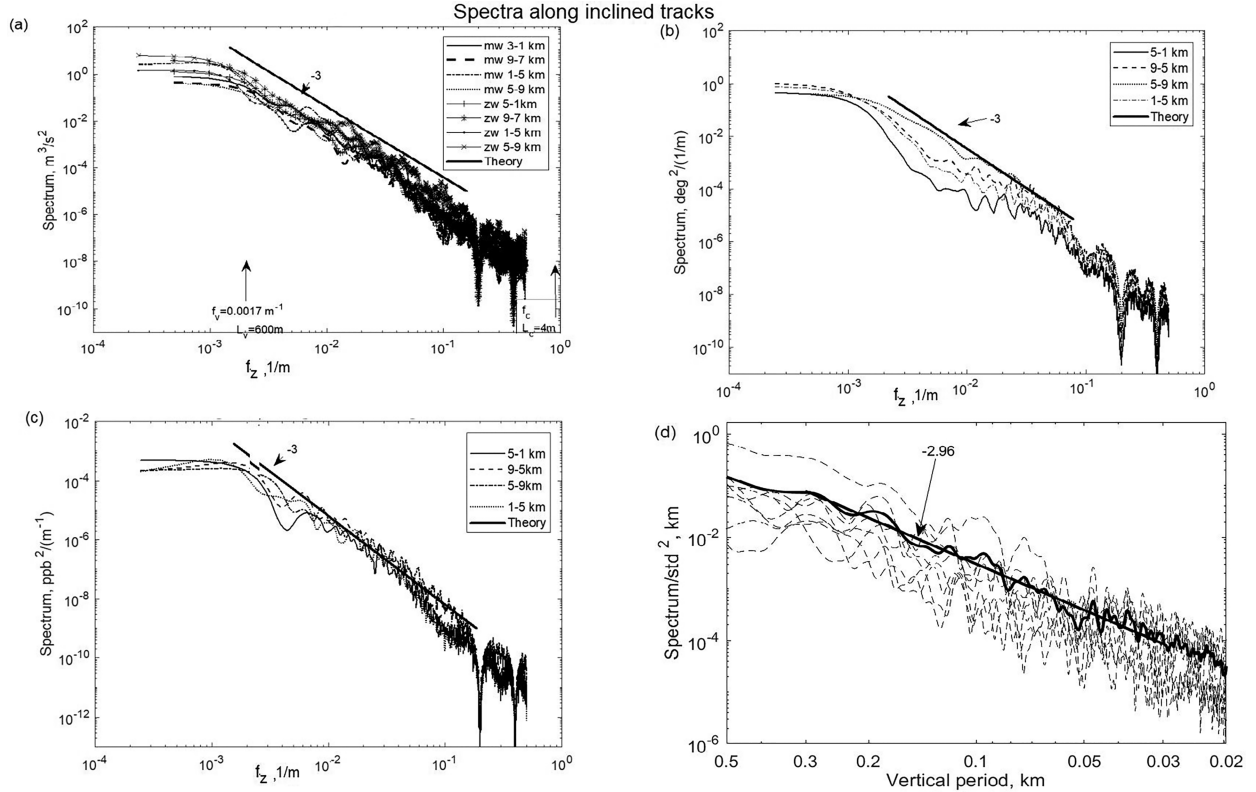 Spectra along inclined tracks
(a)
10^2
10^0
10^-2
10^-4
10^-6
10^-8
10^-10
Spectrum, m^3/s^2
-3
mw 3-1 km
mw 9-7 km
mw 1-5 km
mw 5-9 km
zw 5-1km
zw 9-7 km
zw 1-5 km
zw 5-9 km
Theory
f_v=0.0017 m^-1
L_v=600m
f_c
L_c=4m
10^-4 10^-3 10^-2 10^-1 10^0
f_z ,1/m
(b)
10^2
10^0
10^-2
10^-4
10^-6
10^-8
10^-10
Spectrum, deg^2/(1/m)
-3
5-1 km
9-5 km
5-9 km
1-5 km
Theory
10^-4 10^-3 10^-2 10^-1 10^0
f_z ,1/m
(c)
10^-2
10^-4
10^-6
10^-8
10^-10
10^-12
Spectrum, ppb^2/(m^-1)
-3
5-1 km
9-5km
5-9km
1-5 km
Theory
10^-4 10^-3 10^-2 10^-1 10^0
f_z ,1/m
(d)
10^0
10^-2
10^-4
10^-6
Spectrum/std^2, km
-2.96
0.5 0.3 0.2 0.1 0.05 0.03 0.02
Vertical period, km